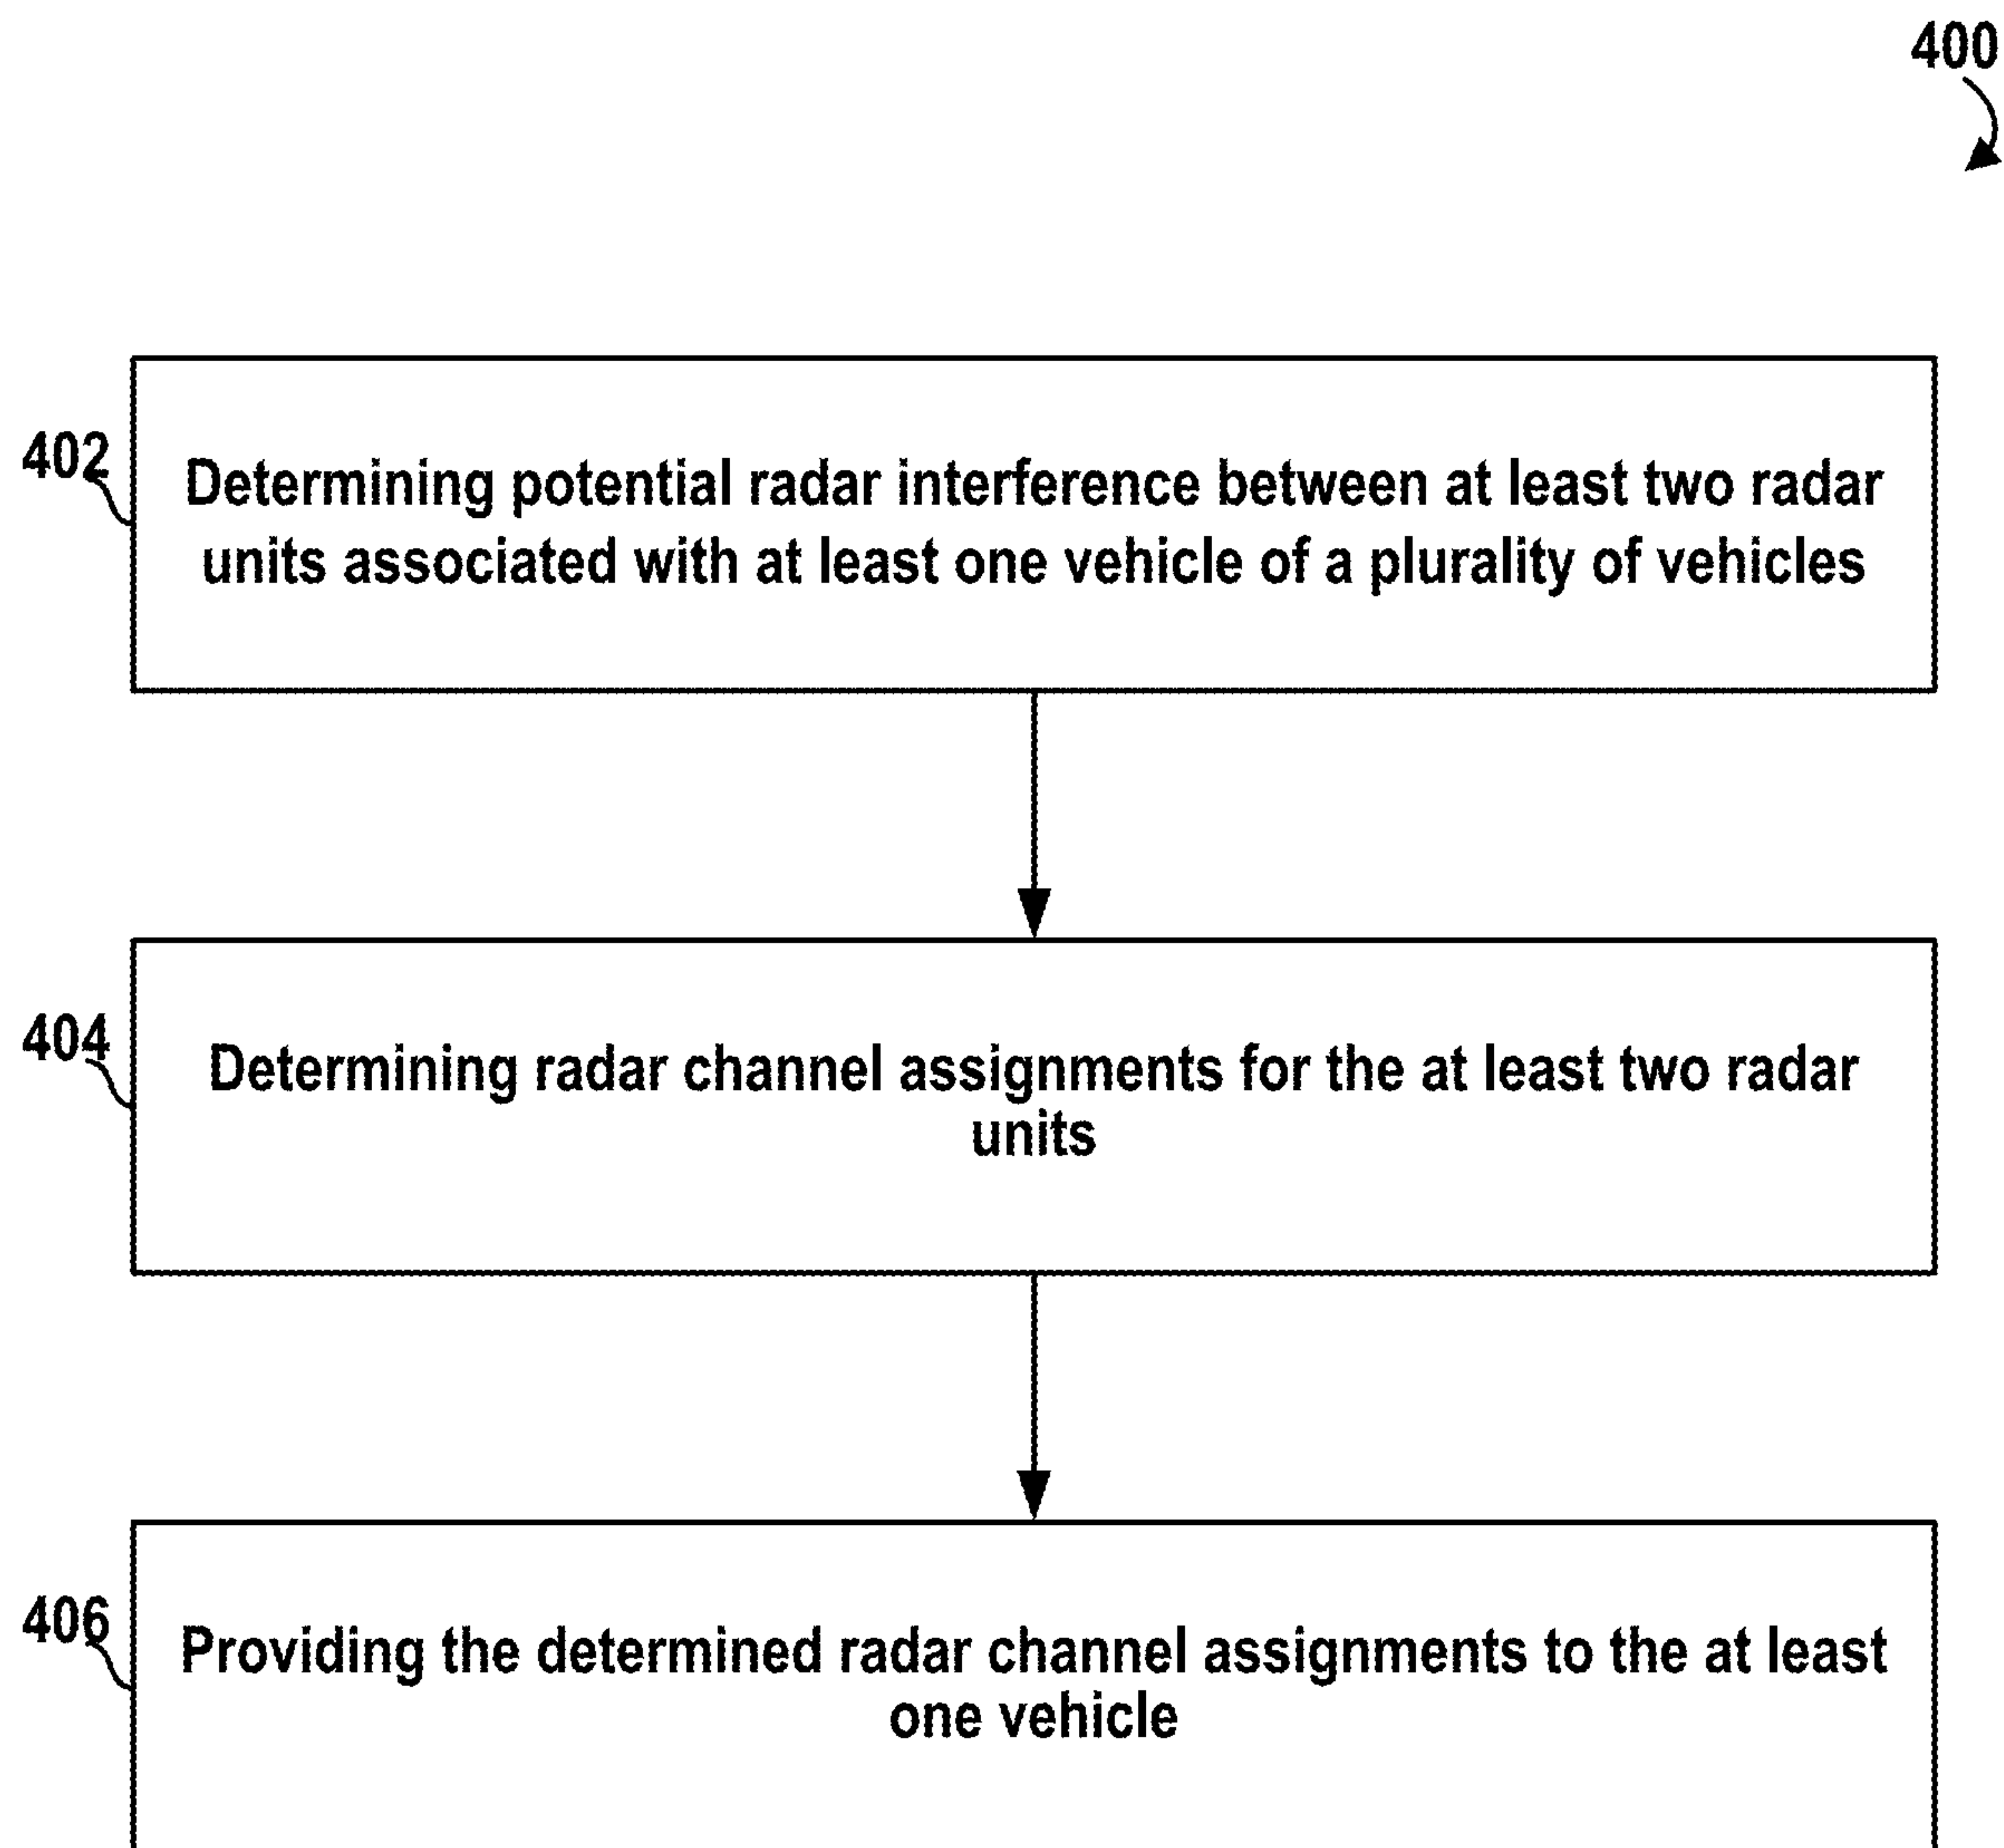 400
402
Determining potential radar interference between at least two radar
units associated with at least one vehicle of a plurality of vehicles
404
Determining radar channel assignments for the at least two radar
units
406
Providing the determined radar channel assignments to the at least
one vehicle